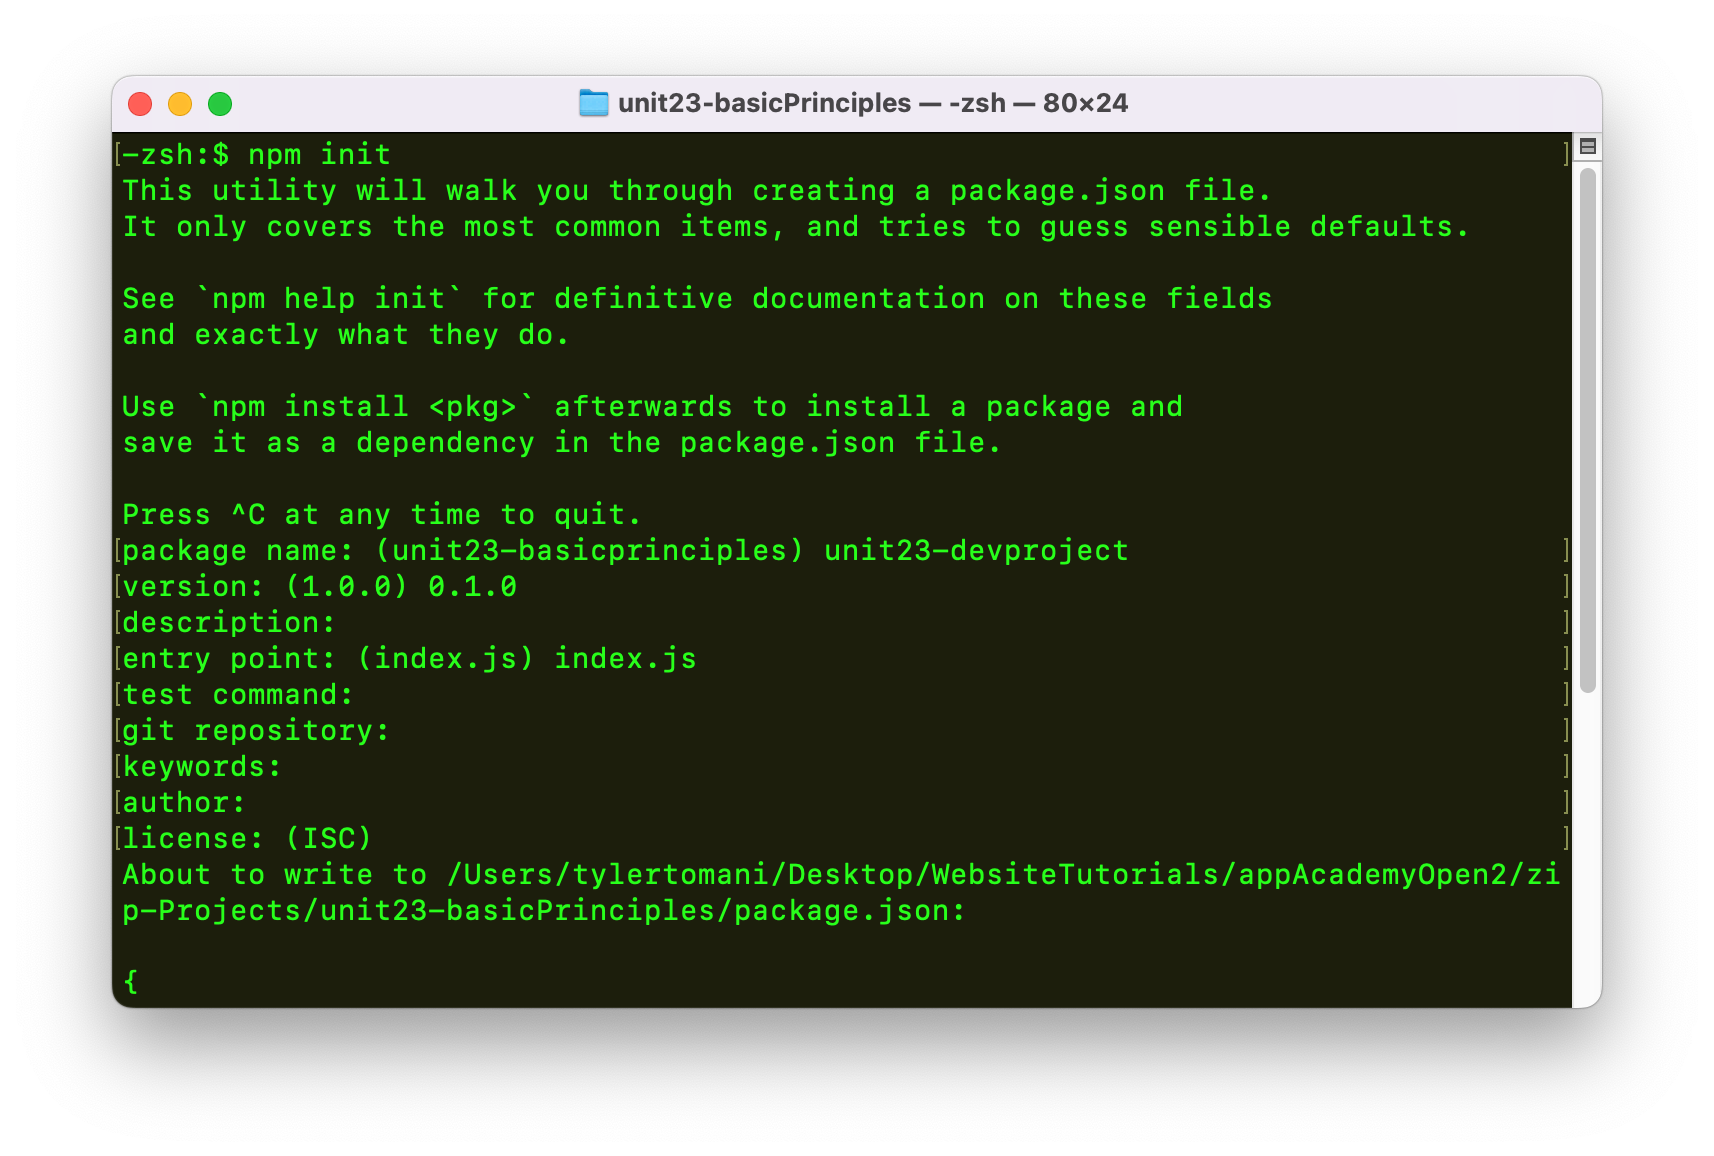 unit23-basicPrinciples — -zsh — 80×24
[-zsh:$ npm init ]
This utility will walk you through creating a package.json file.
It only covers the most common items, and tries to guess sensible defaults.
See `npm help init` for definitive documentation on these fields
and exactly what they do.
Use `npm install <pkg>` afterwards to install a package and
save it as a dependency in the package.json file.
Press ^C at any time to quit.
[package name: (unit23-basicprinciples) unit23-devproject ]
[version: (1.0.0) 0.1.0 ]
[description: ]
[entry point: (index.js) index.js ]
[test command: ]
[git repository: ]
[keywords: ]
[author: ]
[license: (ISC) ]
About to write to /Users/tylertomani/Desktop/WebsiteTutorials/appAcademyOpen2/zi
p-Projects/unit23-basicPrinciples/package.json:
{